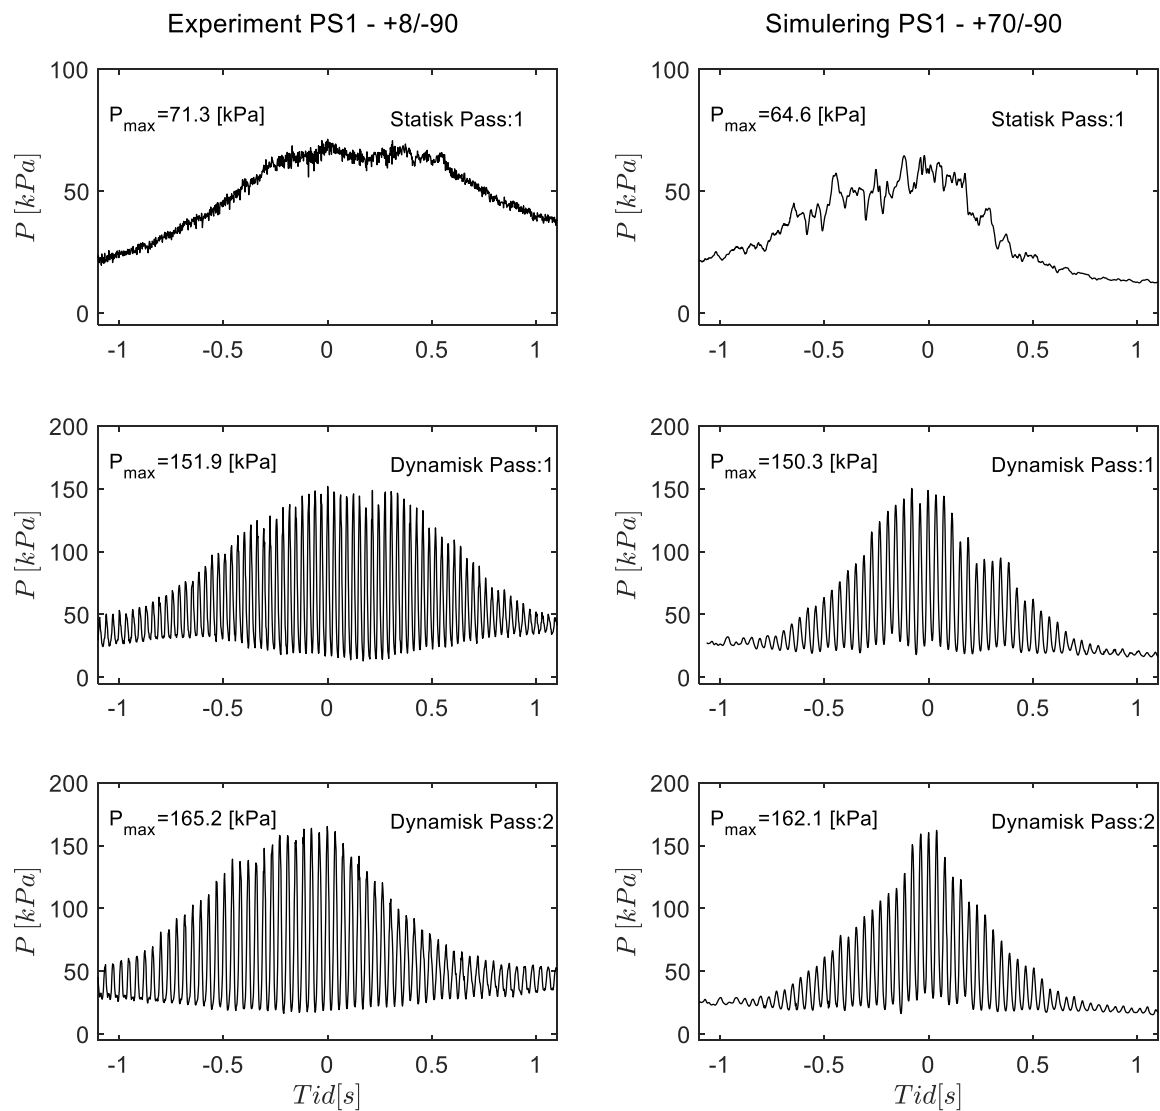 Experiment PS1 - +8/-90
Simulering PS1 - +70/-90
100
50
0
P [kPa]
Pmax=71.3 [kPa]
Statisk Pass:1
-1
-0.5
0
0.5
1
100
50
0
P [kPa]
Pmax=64.6 [kPa]
Statisk Pass:1
-1
-0.5
0
0.5
1
200
150
100
50
0
P [kPa]
Pmax=151.9 [kPa]
Dynamisk Pass:1
-1
-0.5
0
0.5
1
200
150
100
50
0
P [kPa]
Pmax=150.3 [kPa]
Dynamisk Pass:1
-1
-0.5
0
0.5
1
200
150
100
50
0
P [kPa]
Pmax=165.2 [kPa]
Dynamisk Pass:2
-1
-0.5
0
0.5
1
Tid[s]
200
150
100
50
0
P [kPa]
Pmax=162.1 [kPa]
Dynamisk Pass:2
-1
-0.5
0
0.5
1
Tid[s]